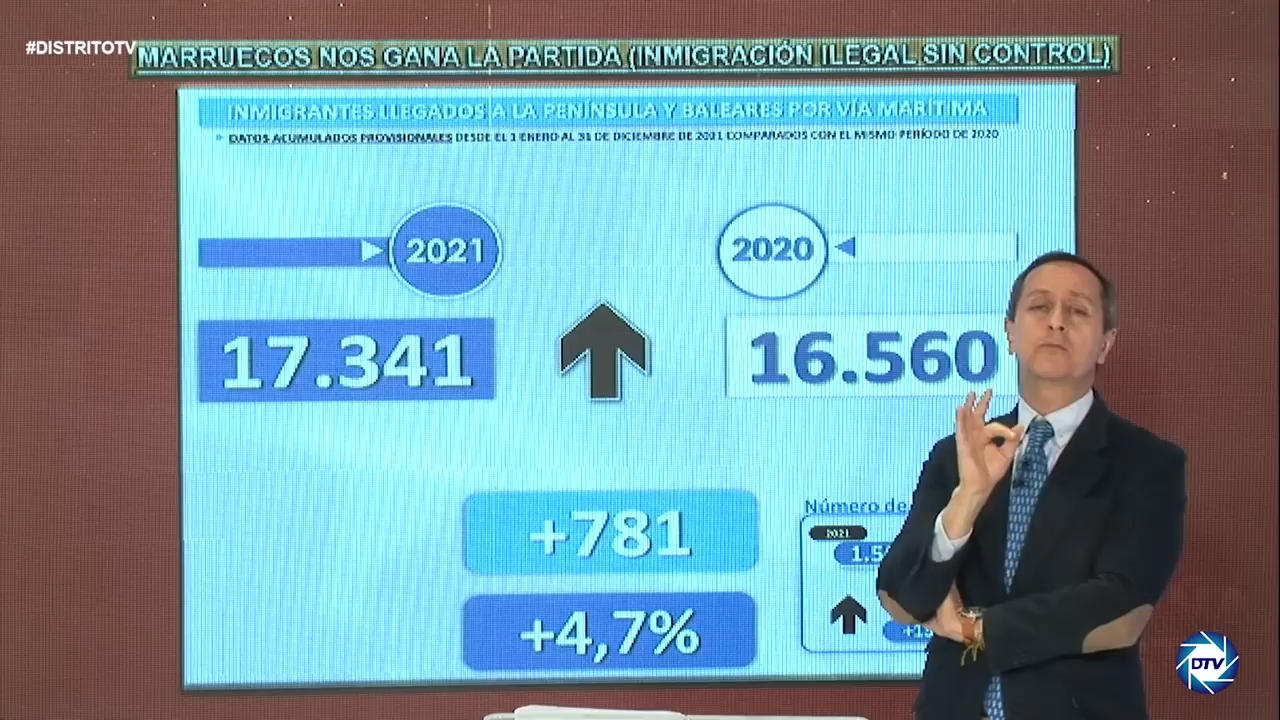 #DISTRITOTV
MARRUECOS NOS GANA LA PARTIDA (INMIGRACIÓN ILEGAL SIN CONTROL)
INMIGRANTES LLEGADOS A LA PENÍNSULA Y BALEARES POR VÍA MARÍTIMA
DATOS ACUMULADOS PROVISIONALES DESDE EL 1 ENERO AL 31 DE DICIEMBRE DE 2021 COMPARADOS CON EL MISMO PERÍODO DE 2020
2021
2020
17.341
16.560
+781
+4,7%
Número de
2021
1.5
DTV